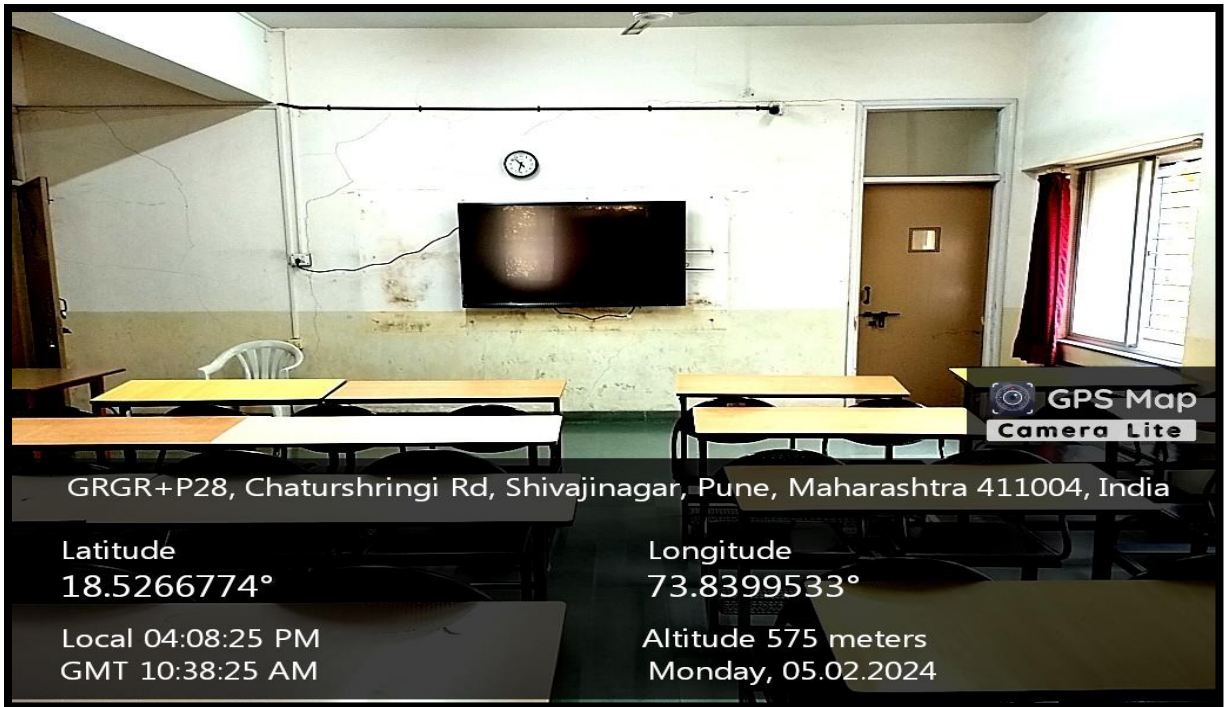 GPS Map
Camera Lite
GRGR+P28, Chaturshringi Rd, Shivajinagar, Pune, Maharashtra 411004, India
Latitude
18.5266774°
Longitude
73.8399533°
Local 04:08:25 PM
GMT 10:38:25 AM
Altitude 575 meters
Monday, 05.02.2024